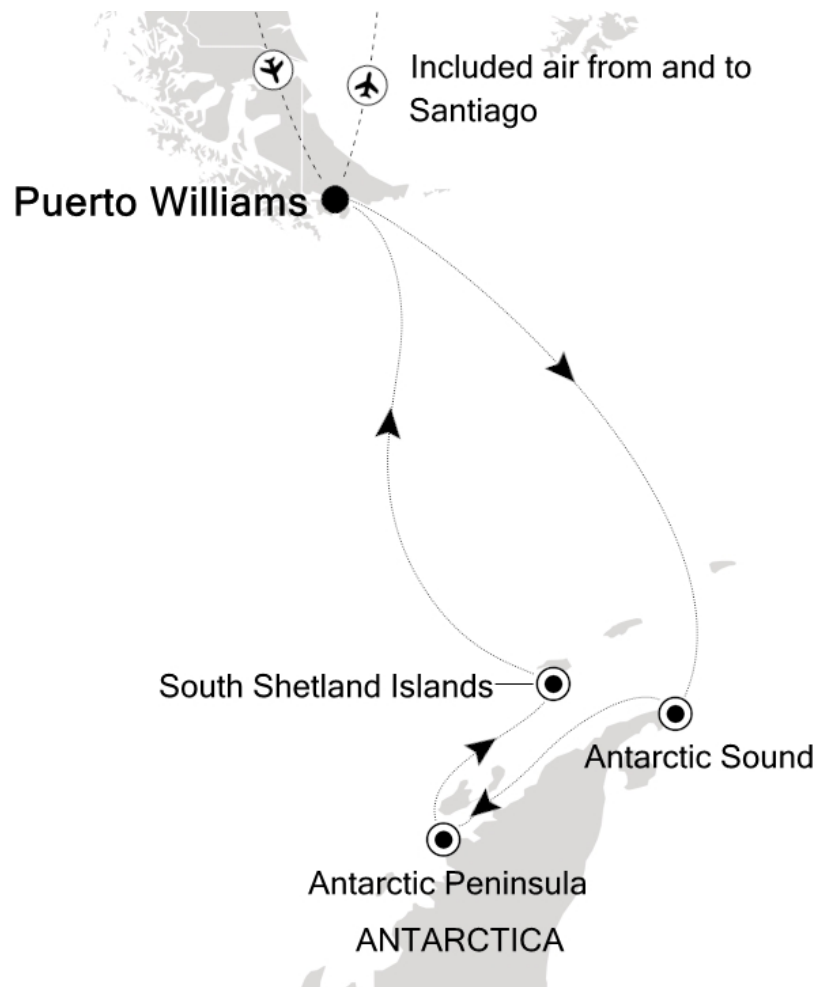 Included air from and to
Santiago
Puerto Williams
South Shetland Islands
Antarctic Sound
Antarctic Peninsula
ANTARCTICA